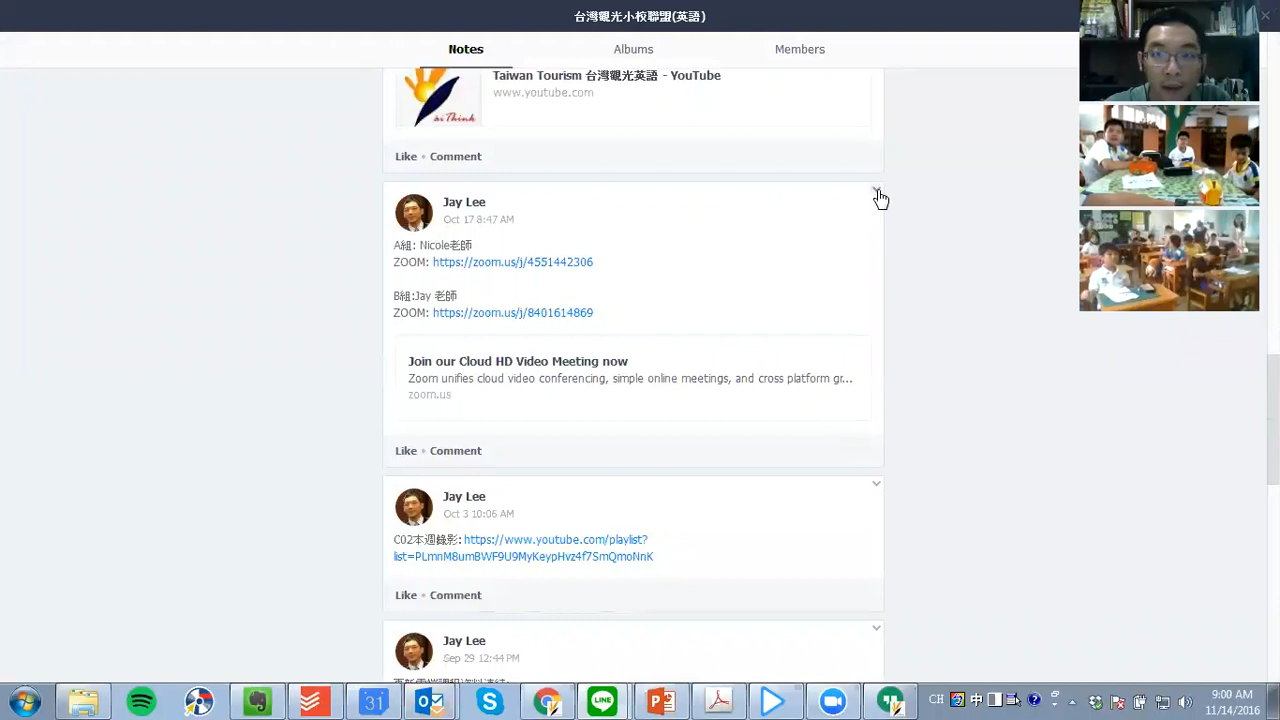 台灣觀光小校聯盟(英語)
Notes
Albums
Members
Taiwan Tourism 台灣觀光英語 - YouTube
www.youtube.com
Like • Comment
Jay Lee
Oct 17 8:47 AM
A組: Nicole老師
ZOOM: https://zoom.us/j/4551442306
B組:Jay 老師
ZOOM: https://zoom.us/j/8401614869
Join our Cloud HD Video Meeting now
Zoom unifies cloud video conferencing, simple online meetings, and cross platform gr...
zoom.us
Like • Comment
Jay Lee
Oct 3 10:06 AM
C02本週錄影: https://www.youtube.com/playlist?
list=PLmnM8umBWF9U9MyKeypHvz4f7SmQmoNnK
Like • Comment
Jay Lee
Sep 29 12:44 PM
31
LINE
CH
中
9:00 AM
11/14/2016